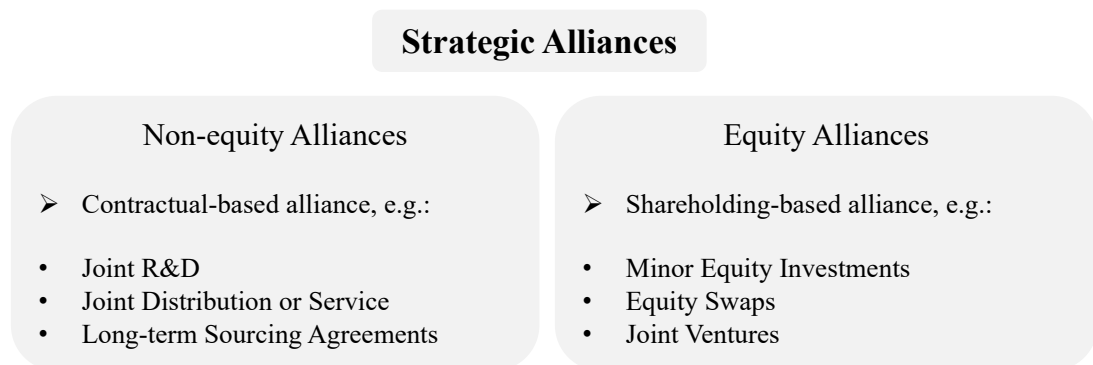 Strategic Alliances
Non-equity Alliances
➢ Contractual-based alliance, e.g.:
• Joint R&D
• Joint Distribution or Service
• Long-term Sourcing Agreements
Equity Alliances
➢ Shareholding-based alliance, e.g.:
• Minor Equity Investments
• Equity Swaps
• Joint Ventures